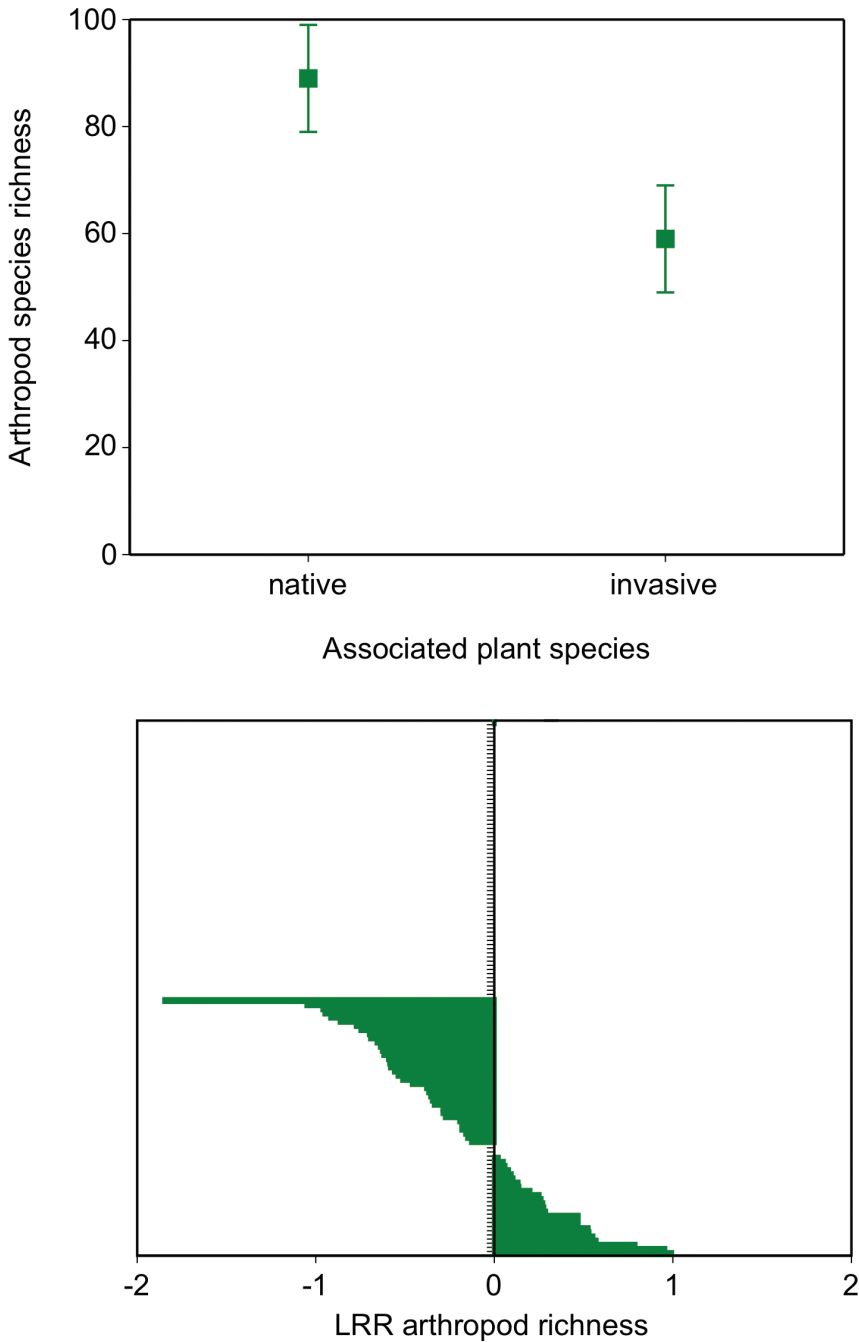 Arthropod species richness
100
80
60
40
20
0
native invasive
Associated plant species
-2 -1 0 1 2
LRR arthropod richness